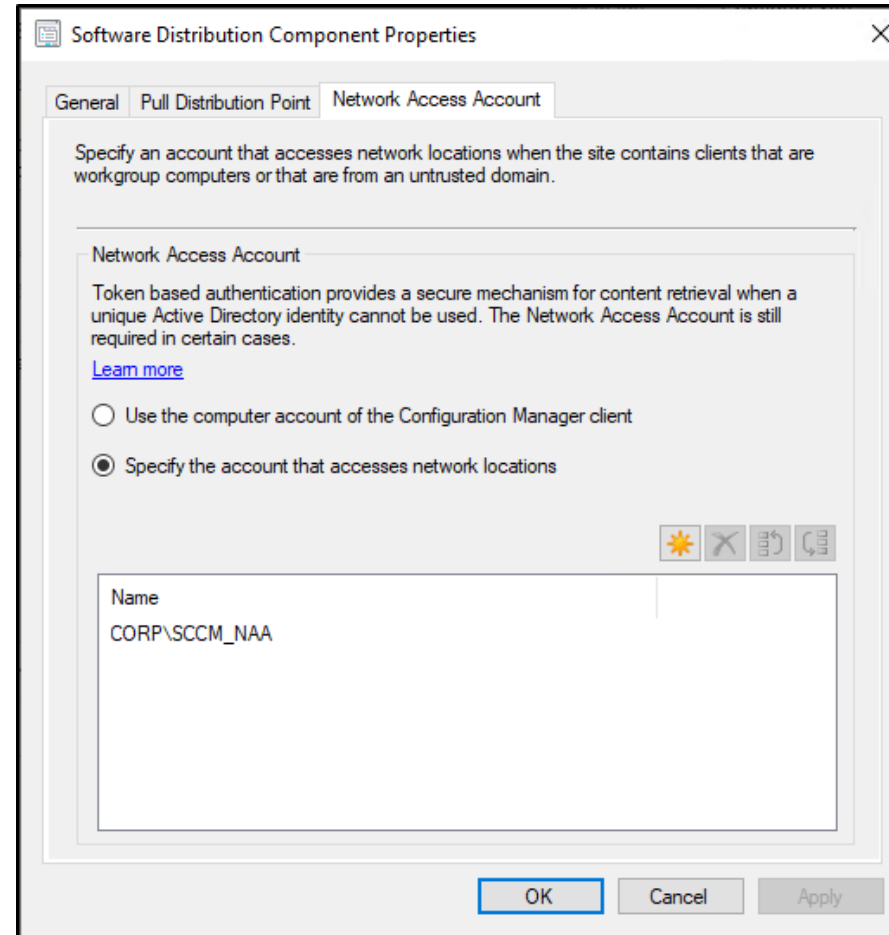 Software Distribution Component Properties
General Pull Distribution Point Network Access Account
Specify an account that accesses network locations when the site contains clients that are
workgroup computers or that are from an untrusted domain.
Network Access Account
Token based authentication provides a secure mechanism for content retrieval when a
unique Active Directory identity cannot be used. The Network Access Account is still
required in certain cases.
Learn more
Use the computer account of the Configuration Manager client
Specify the account that accesses network locations
Name
CORP\SCCM_NAA
OK Cancel Apply